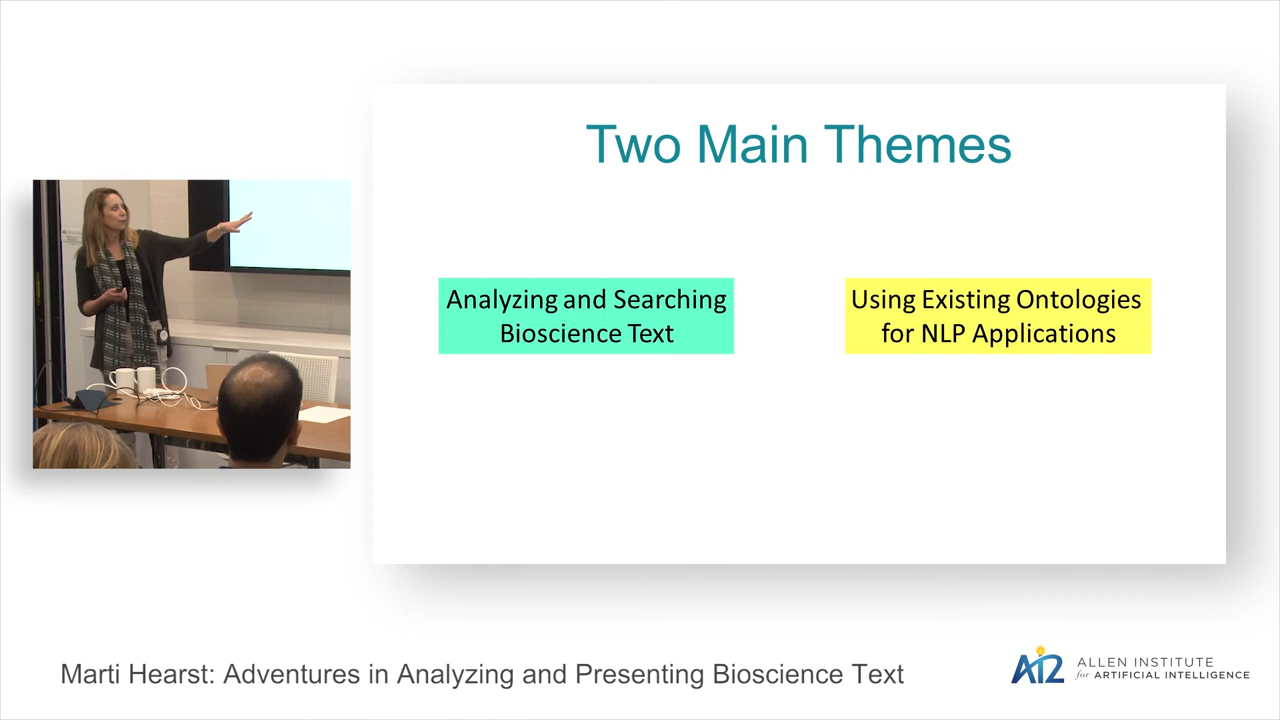 Two Main Themes
Analyzing and Searching
Bioscience Text
Using Existing Ontologies
for NLP Applications
Marti Hearst: Adventures in Analyzing and Presenting Bioscience Text
AI2
ALLEN INSTITUTE
for ARTIFICIAL INTELLIGENCE